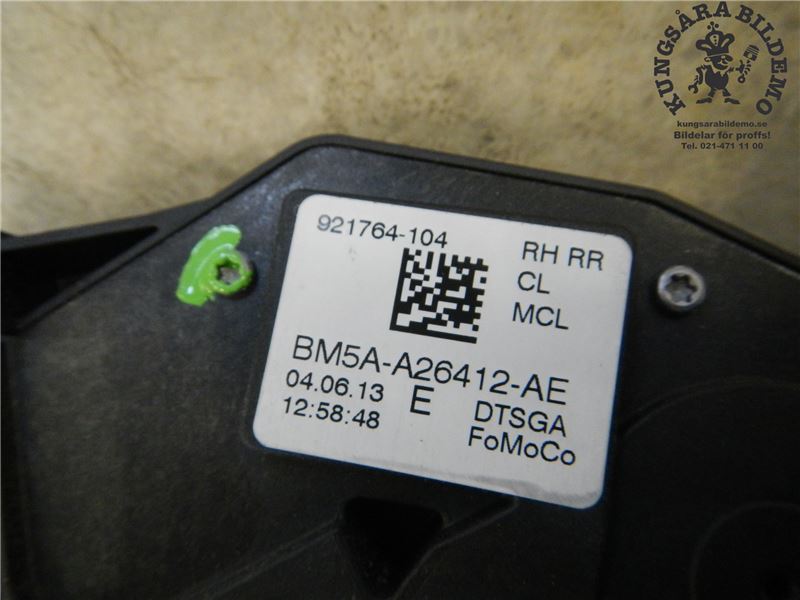 KUNGSÅRA BILDEMO
kungsarabildemo.se
Bildelar för proffs!
Tel. 021-471 11 00
921764-104
RH RR
CL
MCL
BM5A-A26412-AE
04.06.13 E DTSGA
12:58:48 FoMoCo